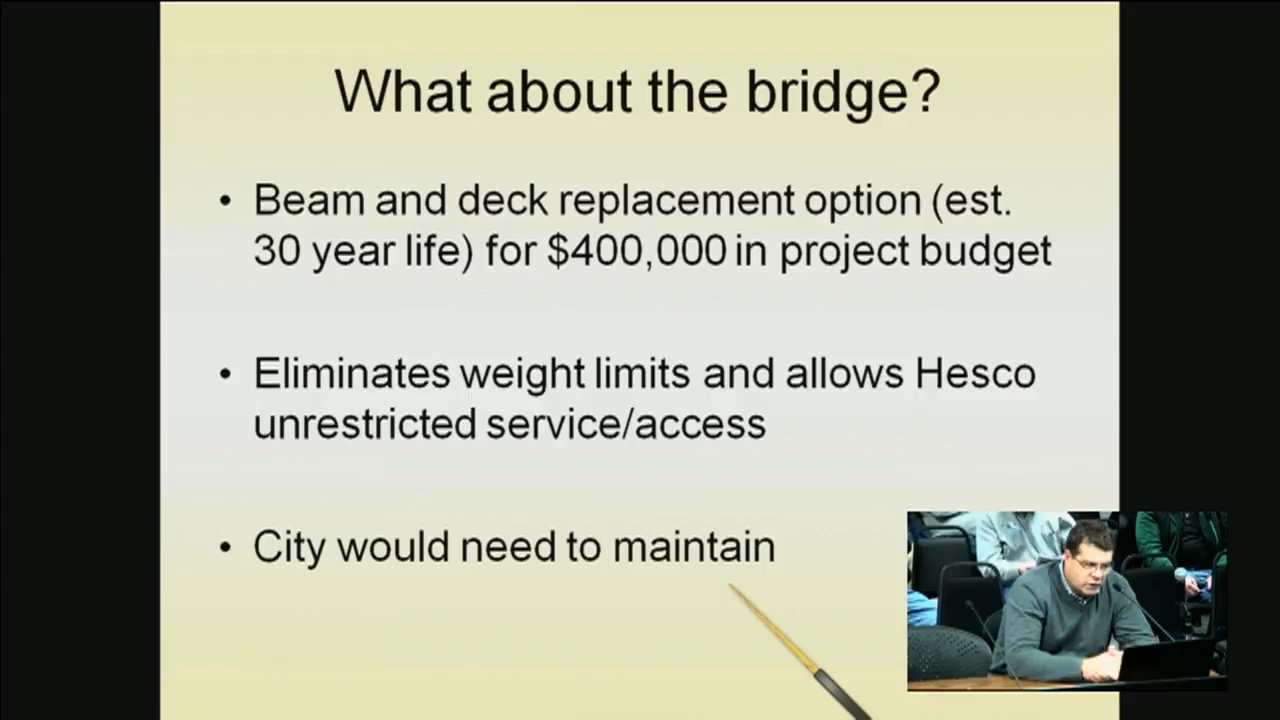 What about the bridge?
• Beam and deck replacement option (est.
30 year life) for $400,000 in project budget
• Eliminates weight limits and allows Hesco
unrestricted service/access
• City would need to maintain